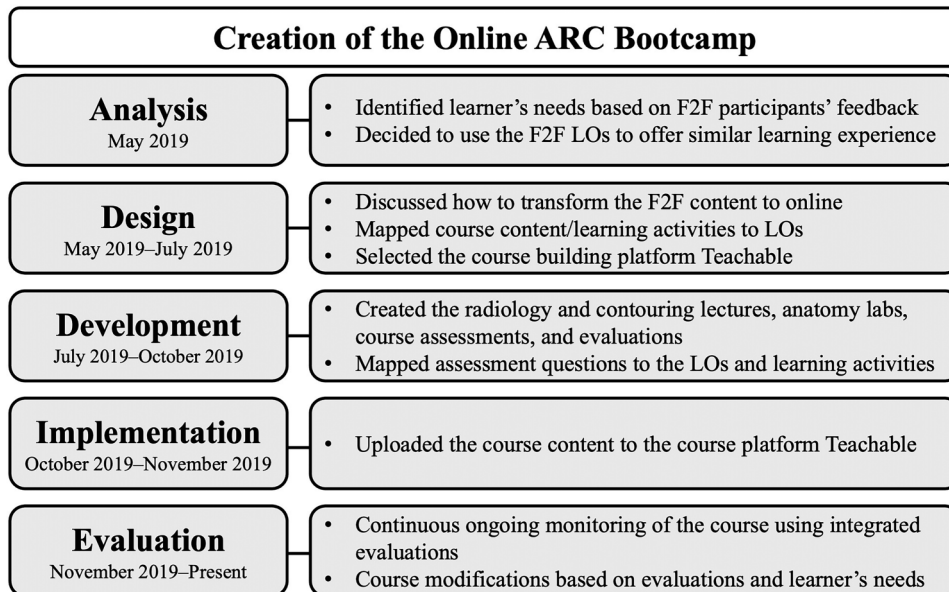 Creation of the Online ARC Bootcamp
Analysis
May 2019
• Identified learner's needs based on F2F participants' feedback
• Decided to use the F2F LOs to offer similar learning experience
Design
May 2019–July 2019
• Discussed how to transform the F2F content to online
• Mapped course content/learning activities to LOs
• Selected the course building platform Teachable
Development
July 2019–October 2019
• Created the radiology and contouring lectures, anatomy labs,
course assessments, and evaluations
• Mapped assessment questions to the LOs and learning activities
Implementation
October 2019–November 2019
• Uploaded the course content to the course platform Teachable
Evaluation
November 2019–Present
• Continuous ongoing monitoring of the course using integrated
evaluations
• Course modifications based on evaluations and learner's needs